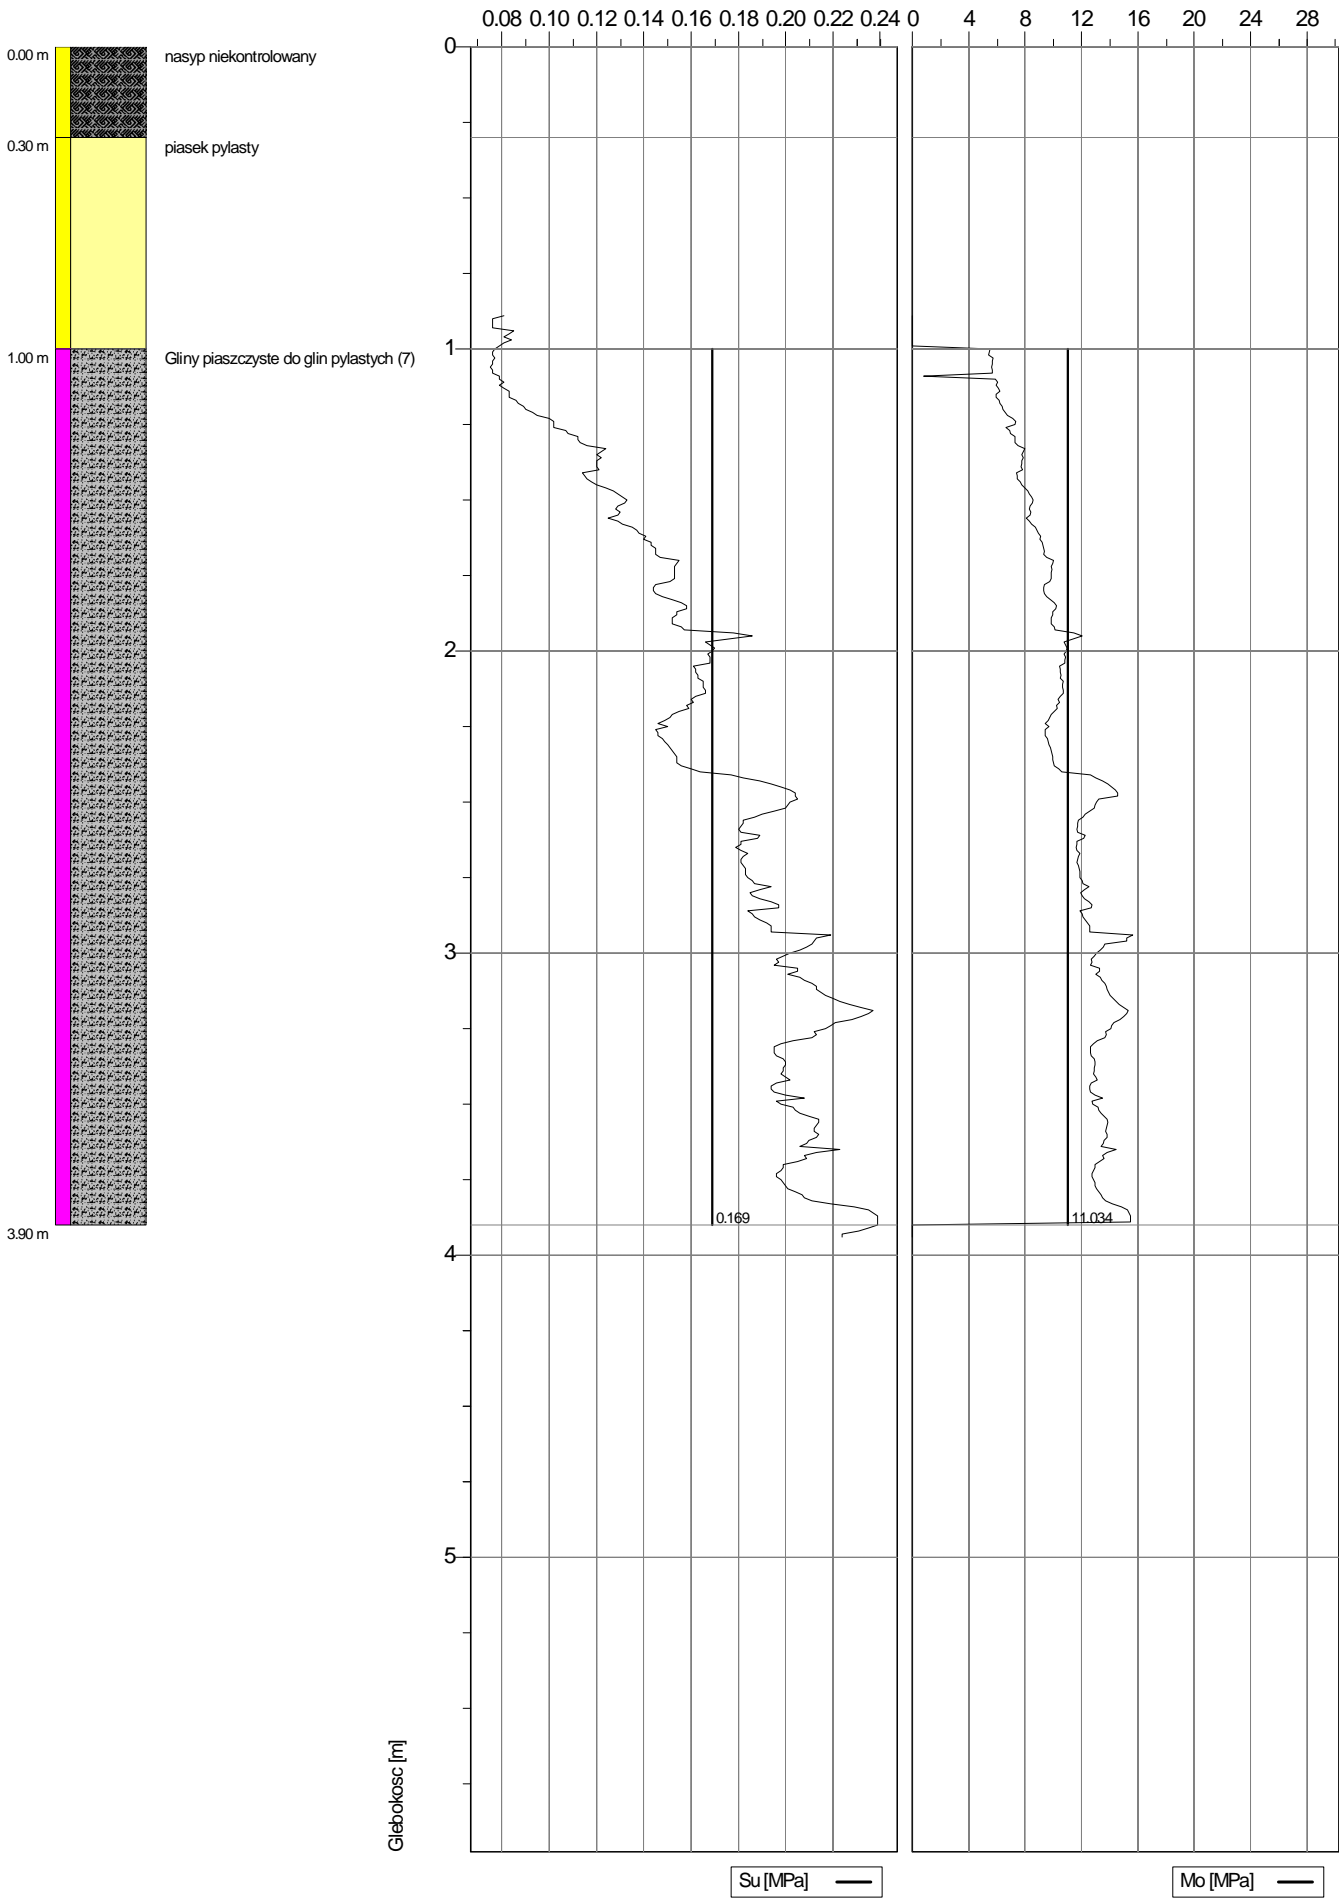 0.08 0.10 0.12 0.14 0.16 0.18 0.20 0.22 0.24
0 4 8 12 16 20 24 28
0
0.00 m nasyp niekontrolowany
0.30 m piasek pylasty
1
1.00 m Gliny piaszczyste do glin pylastych (7)
2
3
0.169
11.034
3.90 m
4
5
Glebokosc [m]
Su [MPa]
Mo [MPa]